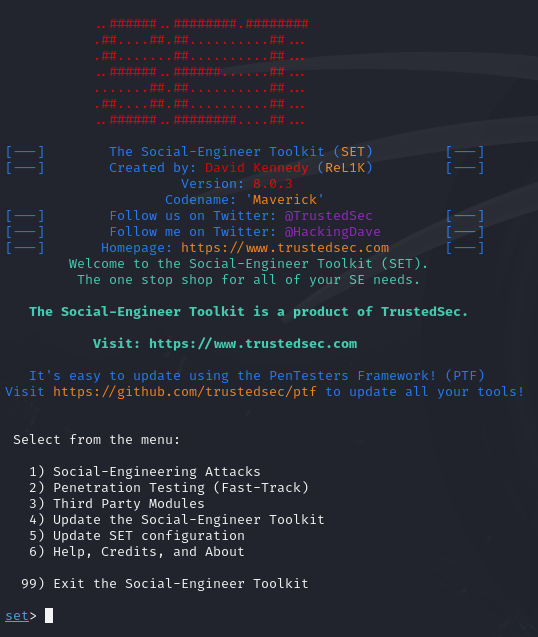 ..######..########.########
.##....##.##..........##...
.##.......##..........##...
..######..######......##...
.......##.##..........##...
.##....##.##..........##...
..######..########....##...
[---]        The Social-Engineer Toolkit (SET)         [---]
[---]        Created by: David Kennedy (ReL1K)         [---]
Version: 8.0.3
Codename: 'Maverick'
[---]        Follow us on Twitter: @TrustedSec         [---]
[---]        Follow me on Twitter: @HackingDave        [---]
[---]       Homepage: https://www.trustedsec.com       [---]
Welcome to the Social-Engineer Toolkit (SET).
The one stop shop for all of your SE needs.
The Social-Engineer Toolkit is a product of TrustedSec.
Visit: https://www.trustedsec.com
It's easy to update using the PenTesters Framework! (PTF)
Visit https://github.com/trustedsec/ptf to update all your tools!
Select from the menu:
1) Social-Engineering Attacks
2) Penetration Testing (Fast-Track)
3) Third Party Modules
4) Update the Social-Engineer Toolkit
5) Update SET configuration
6) Help, Credits, and About
99) Exit the Social-Engineer Toolkit
set>